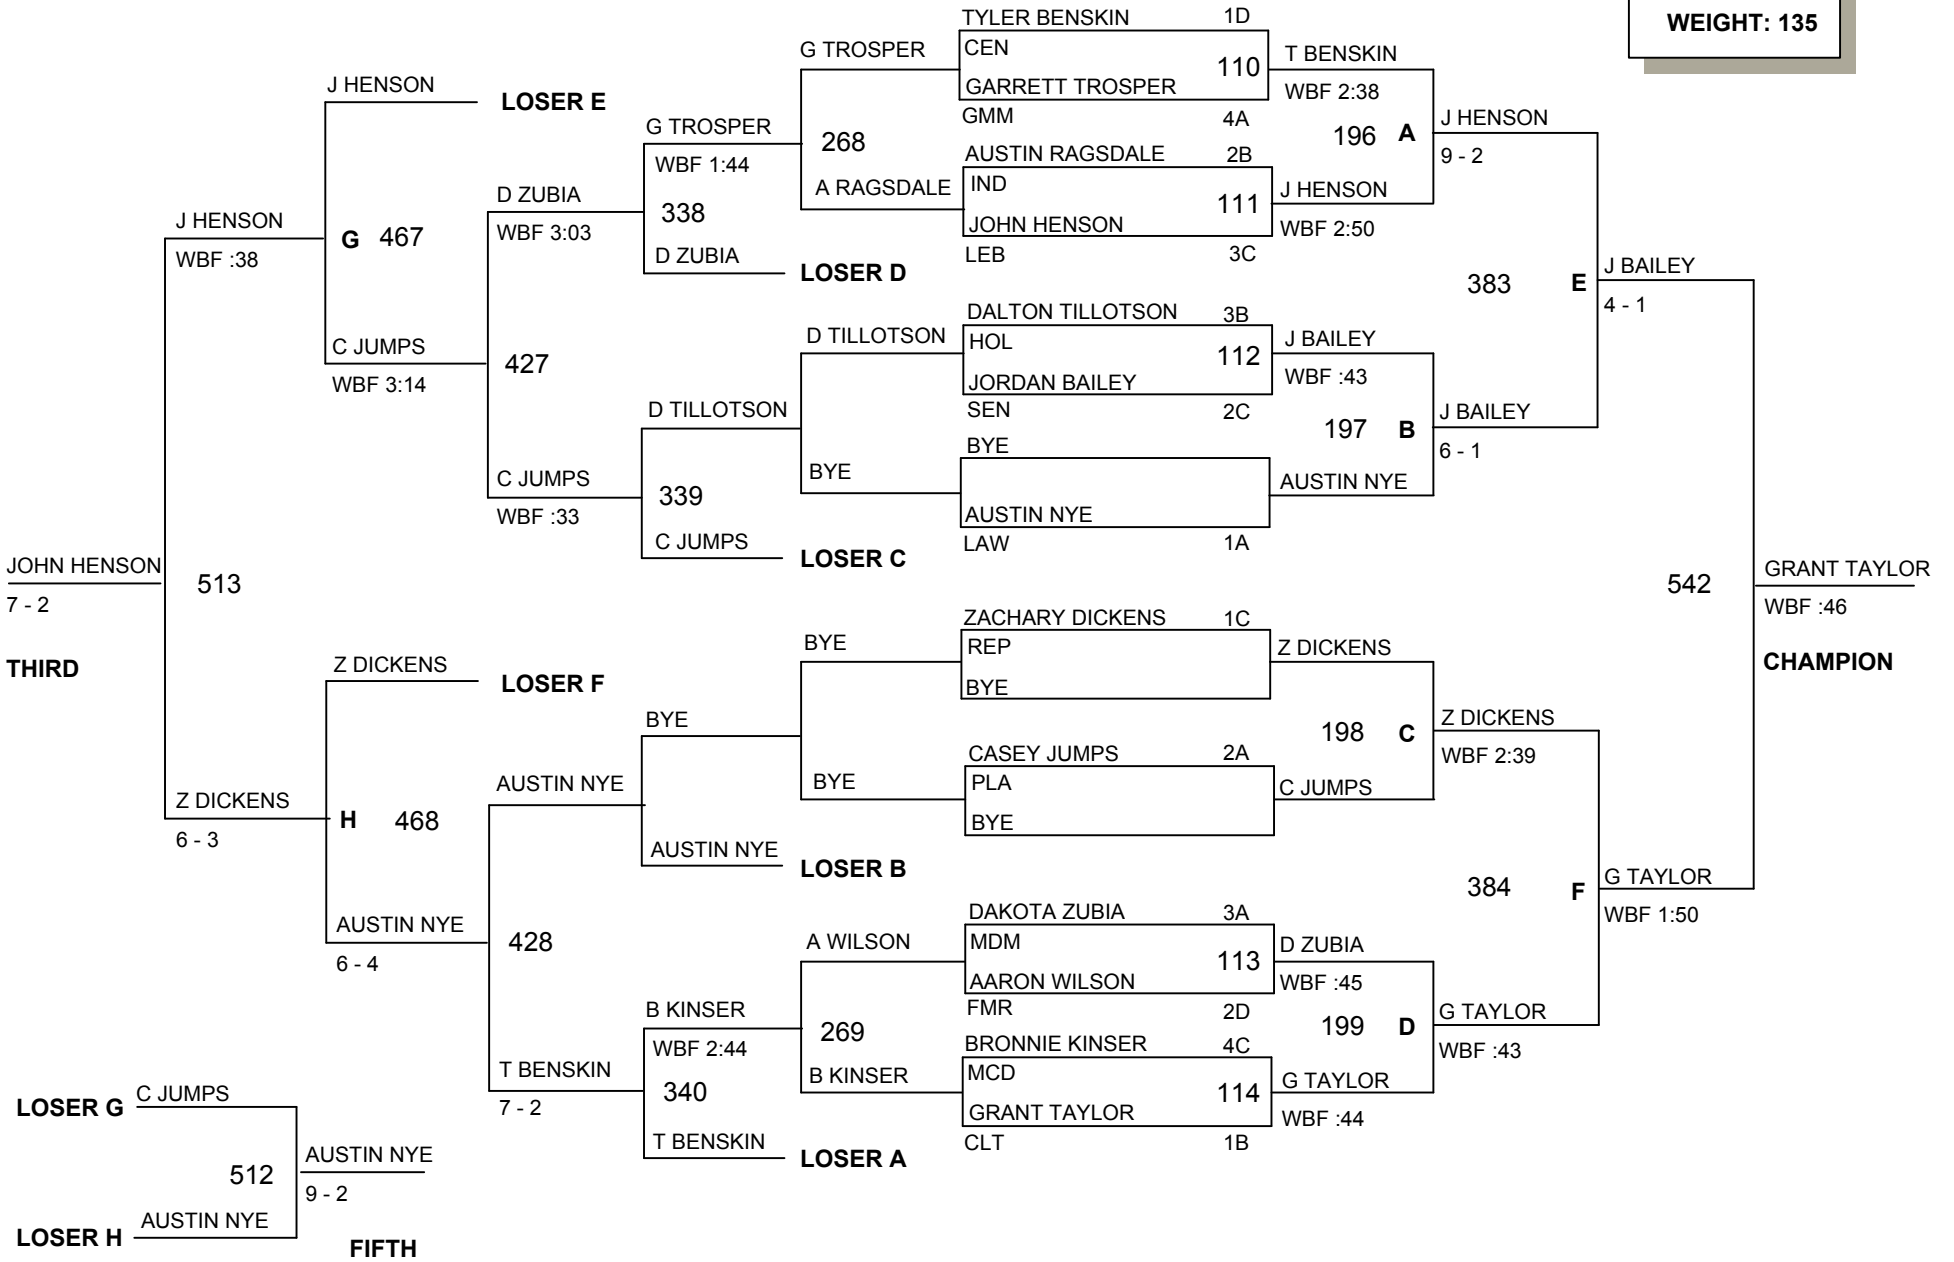 WEIGHT: 135
TYLER BENSKIN 1D
CEN
110
GARRETT TROSPER
GMM 4A
AUSTIN RAGSDALE 2B
IND
111
JOHN HENSON
LEB 3C
DALTON TILLOTSON 3B
HOL
112
JORDAN BAILEY
SEN 2C
BYE
AUSTIN NYE
LAW 1A
ZACHARY DICKENS 1C
REP
BYE
CASEY JUMPS 2A
PLA
BYE
DAKOTA ZUBIA 3A
MDM
113
AARON WILSON
FMR 2D
BRONNIE KINSER 4C
MCD
114
GRANT TAYLOR
CLT 1B
T BENSKIN
WBF 2:38
196 A
J HENSON
WBF 2:50
J BAILEY
WBF :43
197 B
AUSTIN NYE
Z DICKENS
198 C
C JUMPS
D ZUBIA
WBF :45
199 D
G TAYLOR
WBF :44
J HENSON
9 - 2
383 E
J BAILEY
6 - 1
Z DICKENS
WBF 2:39
384 F
G TAYLOR
WBF :43
J BAILEY
4 - 1
542
G TAYLOR
WBF 1:50
GRANT TAYLOR
WBF :46
CHAMPION
G TROSPER
268
A RAGSDALE
D TILLOTSON
BYE
BYE
BYE
A WILSON
269
B KINSER
G TROSPER
WBF 1:44
338
D ZUBIA
LOSER D
D TILLOTSON
339
C JUMPS
LOSER C
BYE
AUSTIN NYE
LOSER B
B KINSER
WBF 2:44
340
T BENSKIN
LOSER A
D ZUBIA
WBF 3:03
427
C JUMPS
WBF :33
AUSTIN NYE
428
T BENSKIN
7 - 2
J HENSON
LOSER E
G 467
C JUMPS
WBF 3:14
Z DICKENS
LOSER F
H 468
AUSTIN NYE
6 - 4
J HENSON
WBF :38
513
Z DICKENS
6 - 3
JOHN HENSON
7 - 2
THIRD
LOSER G C JUMPS
512
LOSER H AUSTIN NYE
AUSTIN NYE
9 - 2
FIFTH